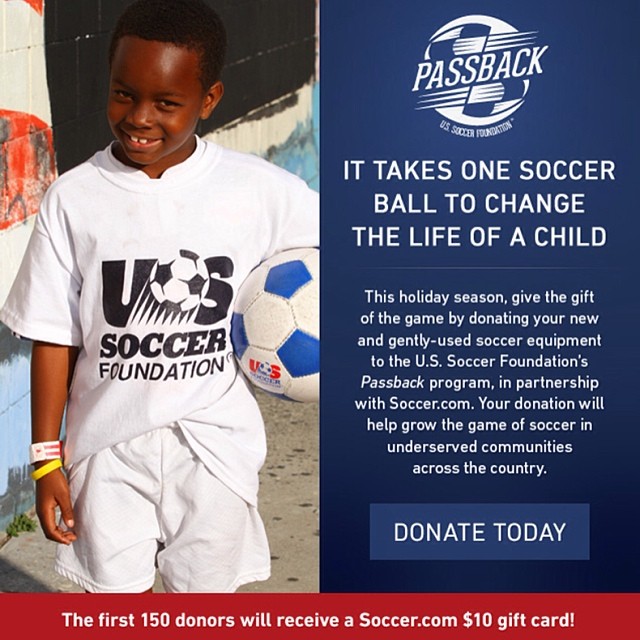 PASSBACK
U.S. SOCCER FOUNDATION™
IT TAKES ONE SOCCER
BALL TO CHANGE
THE LIFE OF A CHILD
This holiday season, give the gift
of the game by donating your new
and gently-used soccer equipment
to the U.S. Soccer Foundation's
Passback program, in partnership
with Soccer.com. Your donation will
help grow the game of soccer in
underserved communities
across the country.
DONATE TODAY
US
SOCCER
FOUNDATION®
US
SOCCER
The first 150 donors will receive a Soccer.com $10 gift card!